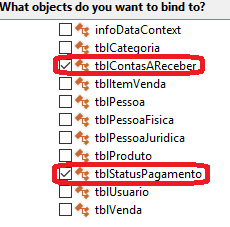 What objects do you want to bind to?
infoDataContext
tblCategoria
tblContasAReceber
tblItemVenda
tblPessoa
tblPessoaFisica
tblPessoaJuridica
tblProduto
tblStatusPagamento
tblUsuario
tblVenda